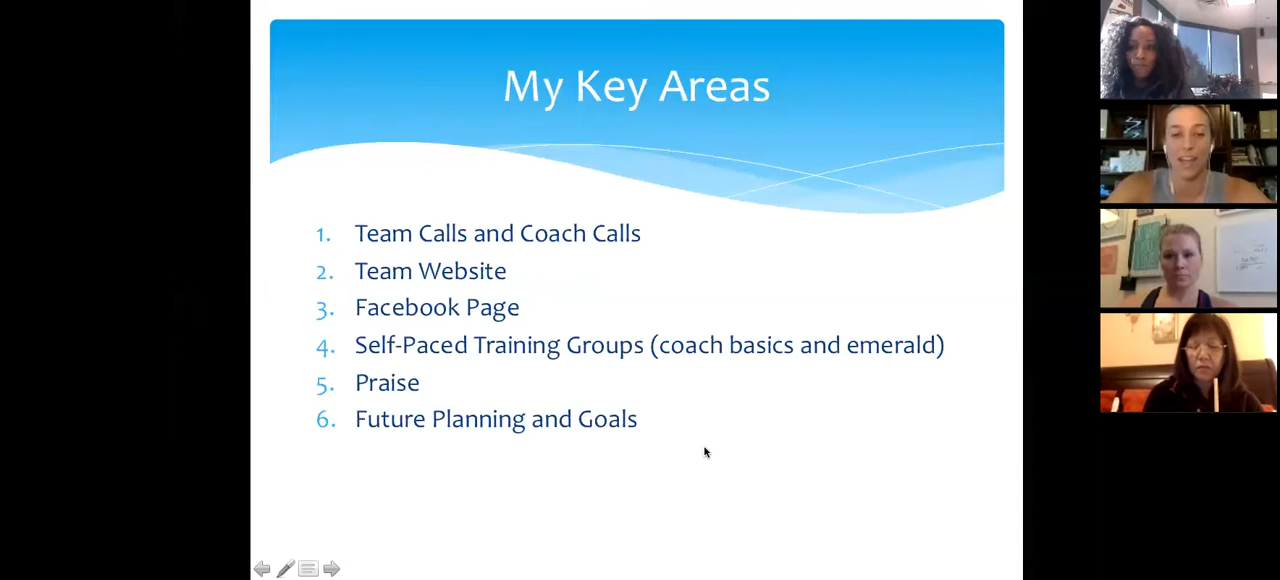 My Key Areas
1. Team Calls and Coach Calls
2. Team Website
3. Facebook Page
4. Self-Paced Training Groups (coach basics and emerald)
5. Praise
6. Future Planning and Goals